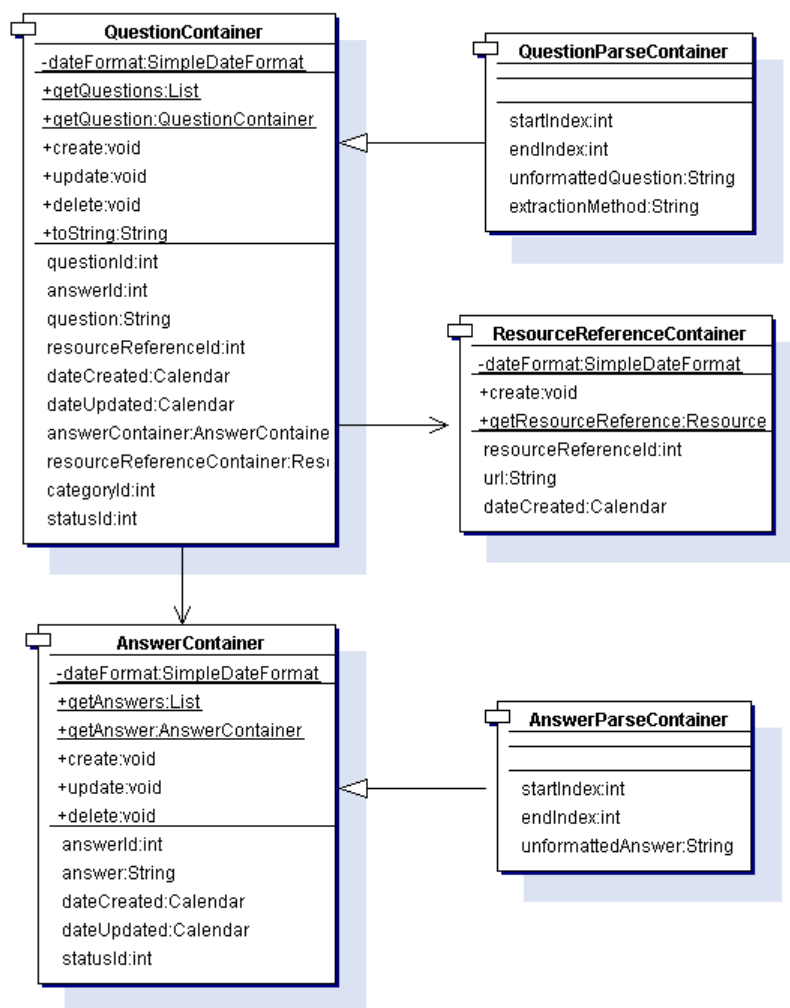 QuestionContainer
-dateFormat:SimpleDateFormat
+getQuestions:List
+getQuestion:QuestionContainer
+create:void
+update:void
+delete:void
+toString:String
questionId:int
answerId:int
question:String
resourceReferenceId:int
dateCreated:Calendar
dateUpdated:Calendar
answerContainer:AnswerContaine
resourceReferenceContainer:Res
categoryId:int
statusId:int
QuestionParseContainer
startIndex:int
endIndex:int
unformattedQuestion:String
extractionMethod:String
ResourceReferenceContainer
-dateFormat:SimpleDateFormat
+create:void
+getResourceReference:Resource
resourceReferenceId:int
url:String
dateCreated:Calendar
AnswerContainer
-dateFormat:SimpleDateFormat
+getAnswers:List
+getAnswer:AnswerContainer
+create:void
+update:void
+delete:void
answerId:int
answer:String
dateCreated:Calendar
dateUpdated:Calendar
statusId:int
AnswerParseContainer
startIndex:int
endIndex:int
unformattedAnswer:String